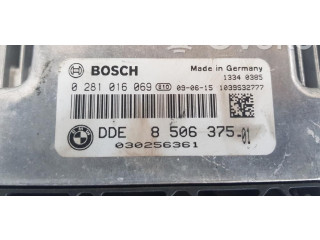 BOSCH
Made in Germany
1334 0385
0 281 016 069 E10 09-06-15 1039S32777
DDE 8 506 375-01
030256361